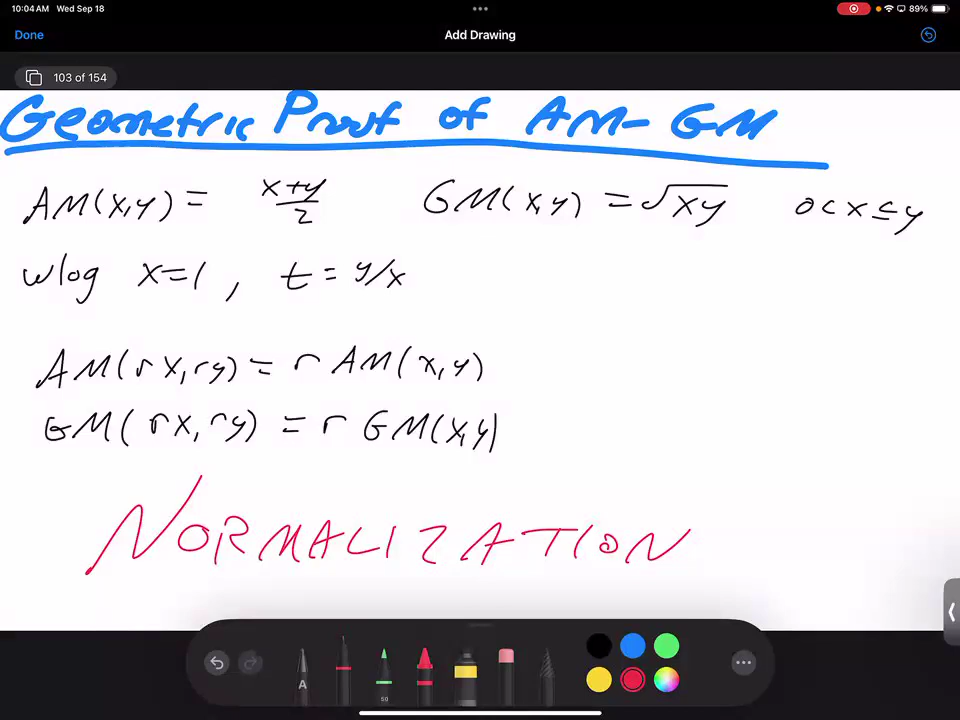 10:04 AM Wed Sep 18 89%
Done Add Drawing
103 of 154
Geometric Proof of AM-GM
AM(x,y) = x+y/2 GM(x,y) = √xy 0<x≤y
wlog x=1, t=y/x
AM(rx,ry) = r AM(x,y)
GM(rx,ry) = r GM(x,y)
NORMALIZATION
A 50